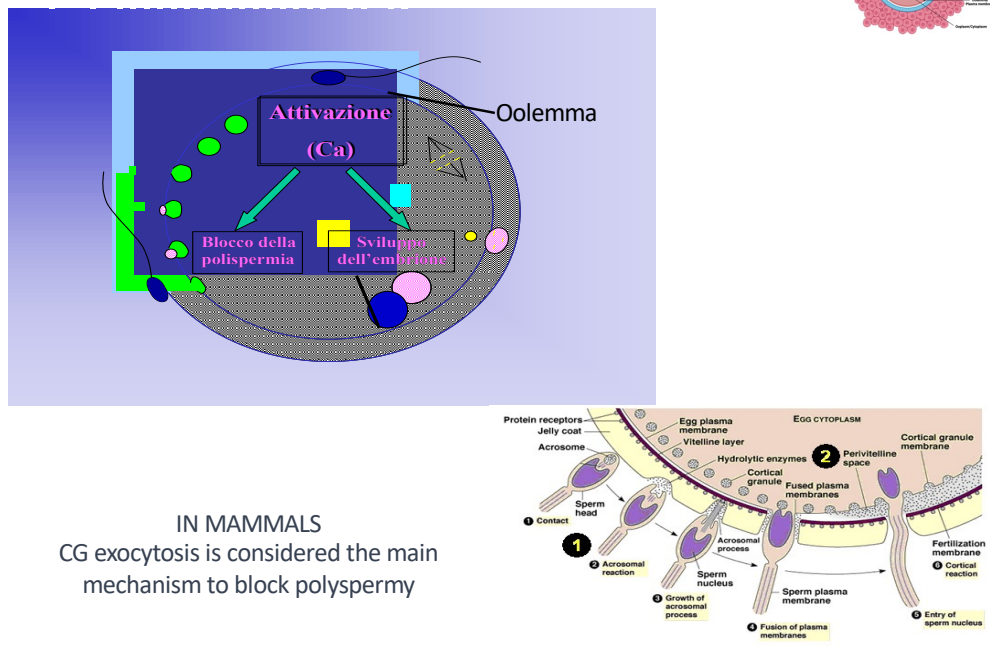 Oolemma
Attivazione
(Ca)
Blocco della
polispermia
Sviluppo
dell'embrione
IN MAMMALS
CG exocytosis is considered the main
mechanism to block polyspermy
Protein receptors
Jelly coat
Acrosome
Egg plasma
membrane
Vitelline layer
Hydrolytic enzymes
Cortical
granule
EGG CYTOPLASM
2
Perivitelline
space
Cortical granule
membrane
Fused plasma
membranes
Sperm
head
1 Contact
1
2 Acrosomal
reaction
Acrosomal
process
Sperm
nucleus
3 Growth of
acrosomal
process
Sperm plasma
membrane
4 Fusion of plasma
membranes
Fertilization
membrane
6 Cortical
reaction
5 Entry of
sperm nucleus